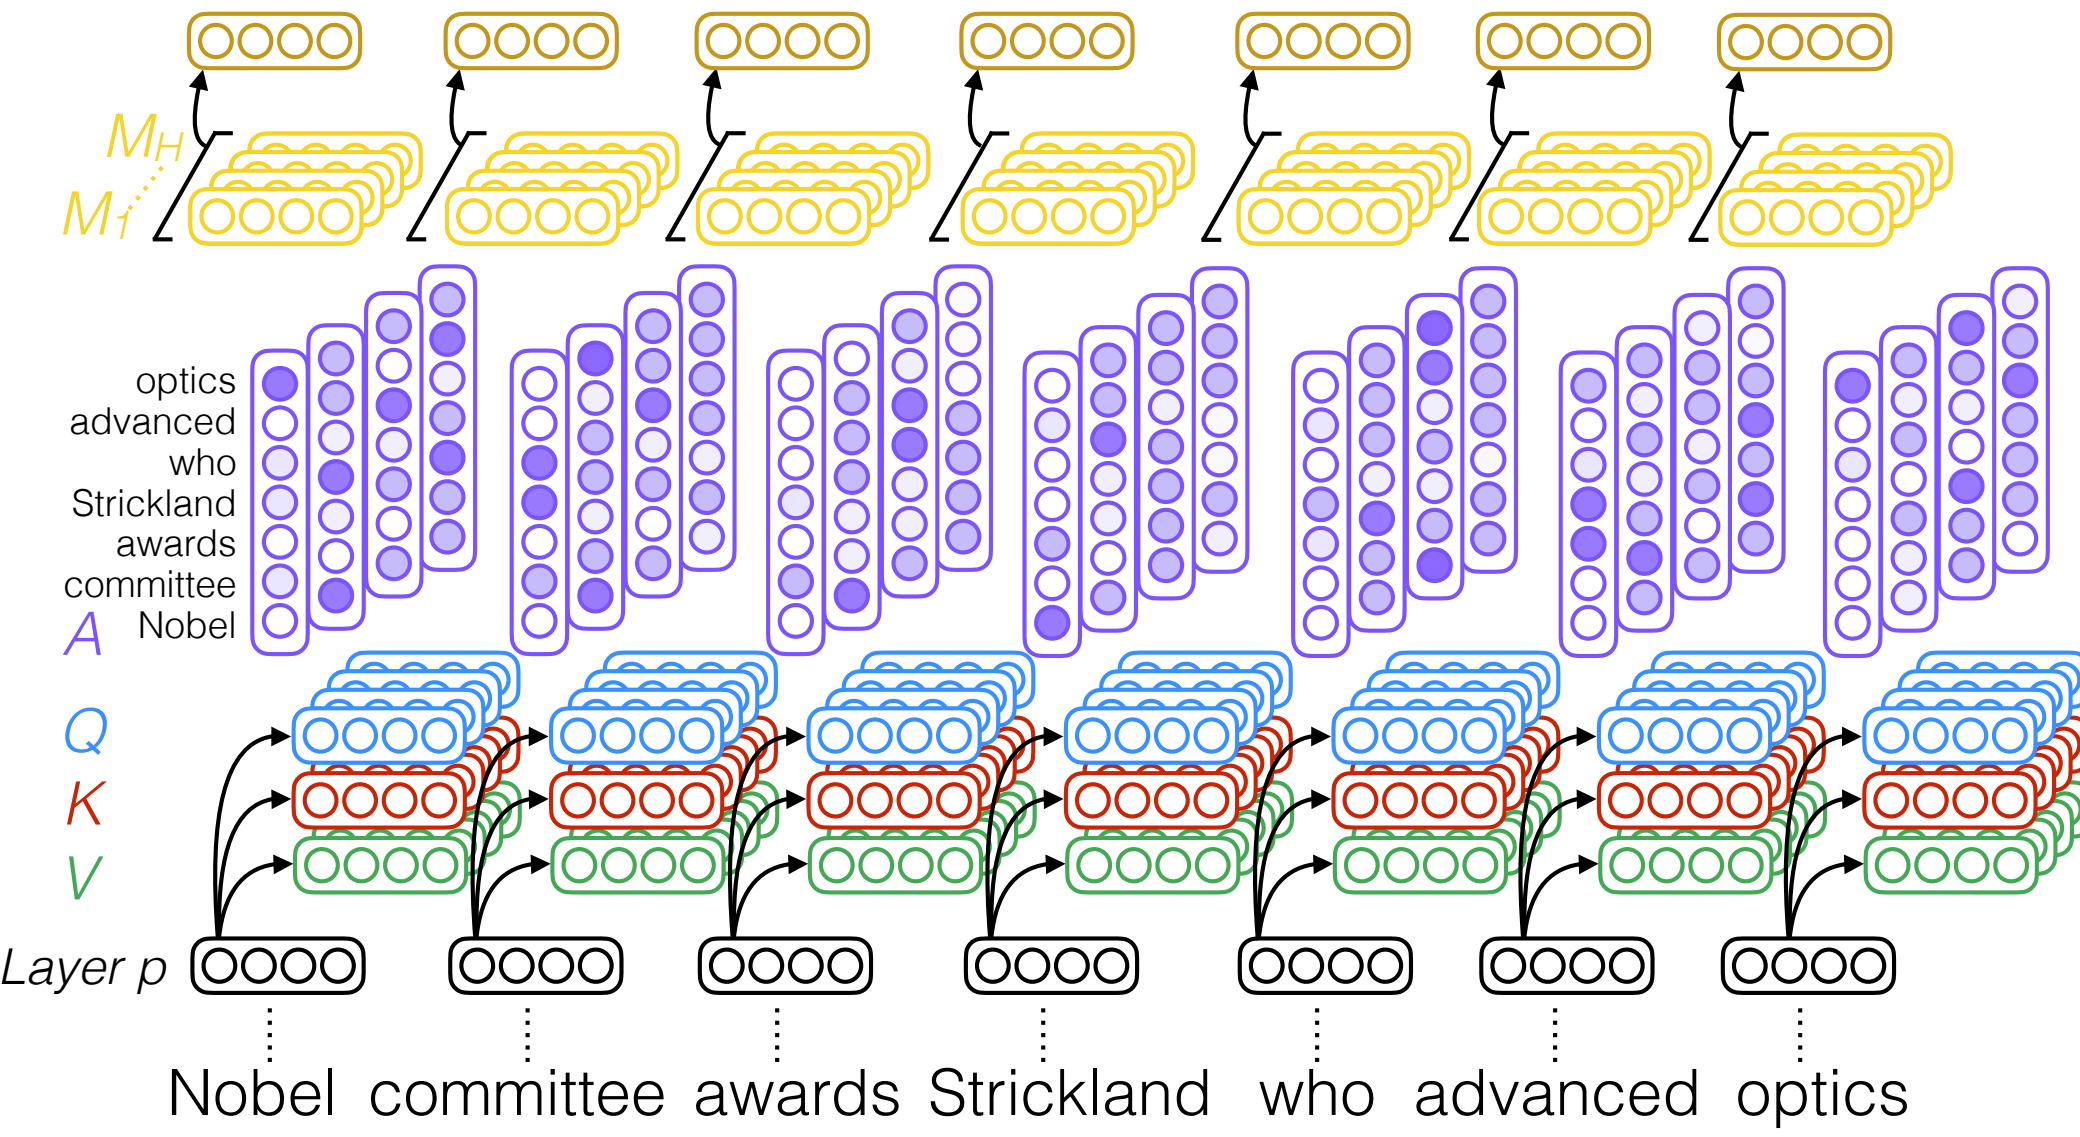 M_H
M_1
optics
advanced
who
Strickland
awards
committee
A Nobel
Q
K
V
Layer p
Nobel committee awards Strickland who advanced optics